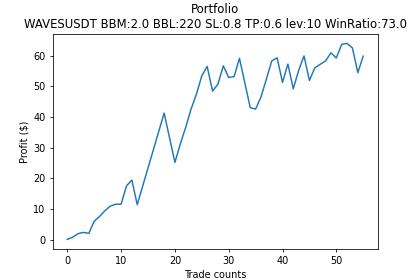 Portfolio
WAVESUSDT BBM:2.0 BBL:220 SL:0.8 TP:0.6 lev:10 WinRatio:73.0
60
50
40
30
20
10
0
Profit ($)
0 10 20 30 40 50
Trade counts